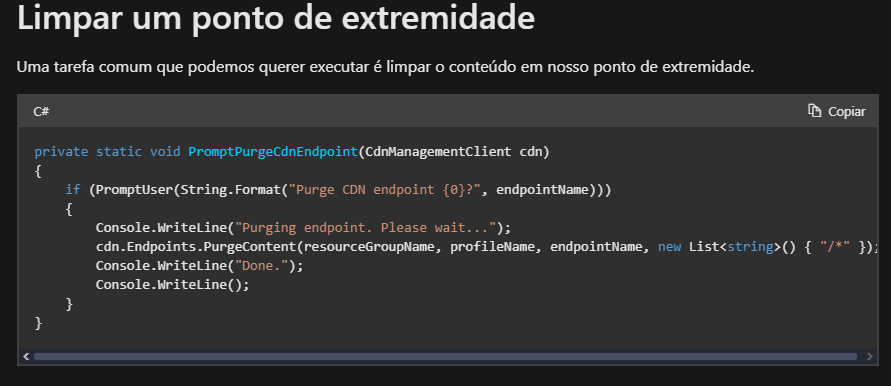 Limpar um ponto de extremidade
Uma tarefa comum que podemos querer executar é limpar o conteúdo em nosso ponto de extremidade.
C#
Copiar
private static void PromptPurgeCdnEndpoint(CdnManagementClient cdn)
{
    if (PromptUser(String.Format("Purge CDN endpoint {0}?", endpointName)))
    {
        Console.WriteLine("Purging endpoint. Please wait...");
        cdn.Endpoints.PurgeContent(resourceGroupName, profileName, endpointName, new List<string>() { "/*" });
        Console.WriteLine("Done.");
        Console.WriteLine();
    }
}